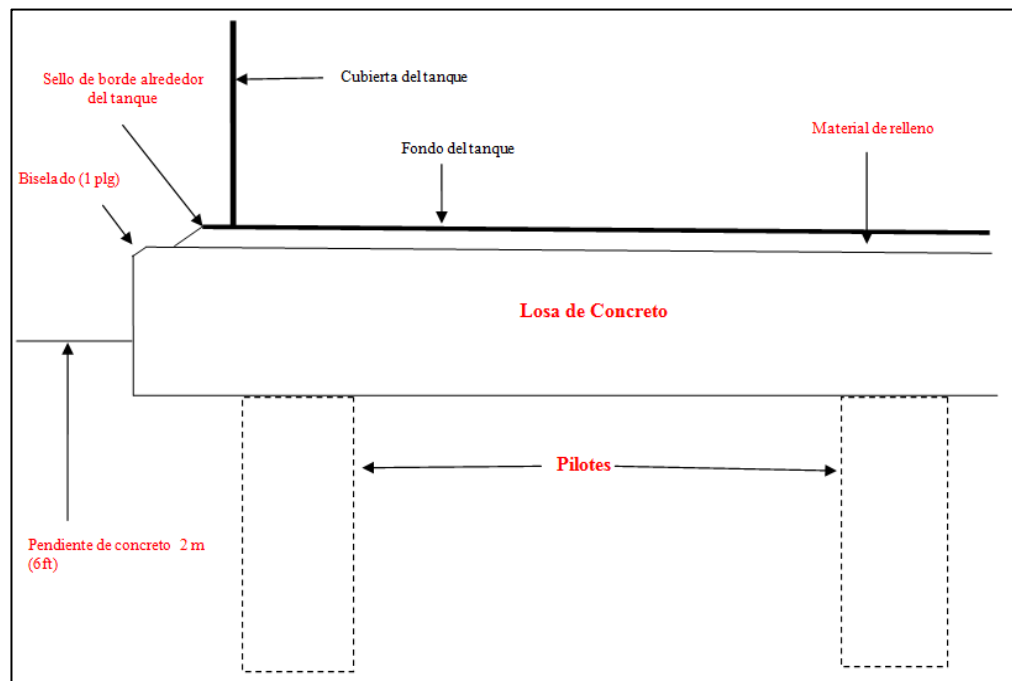 Sello de borde alrededor
del tanque
Cubierta del tanque
Material de relleno
Fondo del tanque
Biselado (1 plg)
Losa de Concreto
Pilotes
Pendiente de concreto 2 m
(6ft)